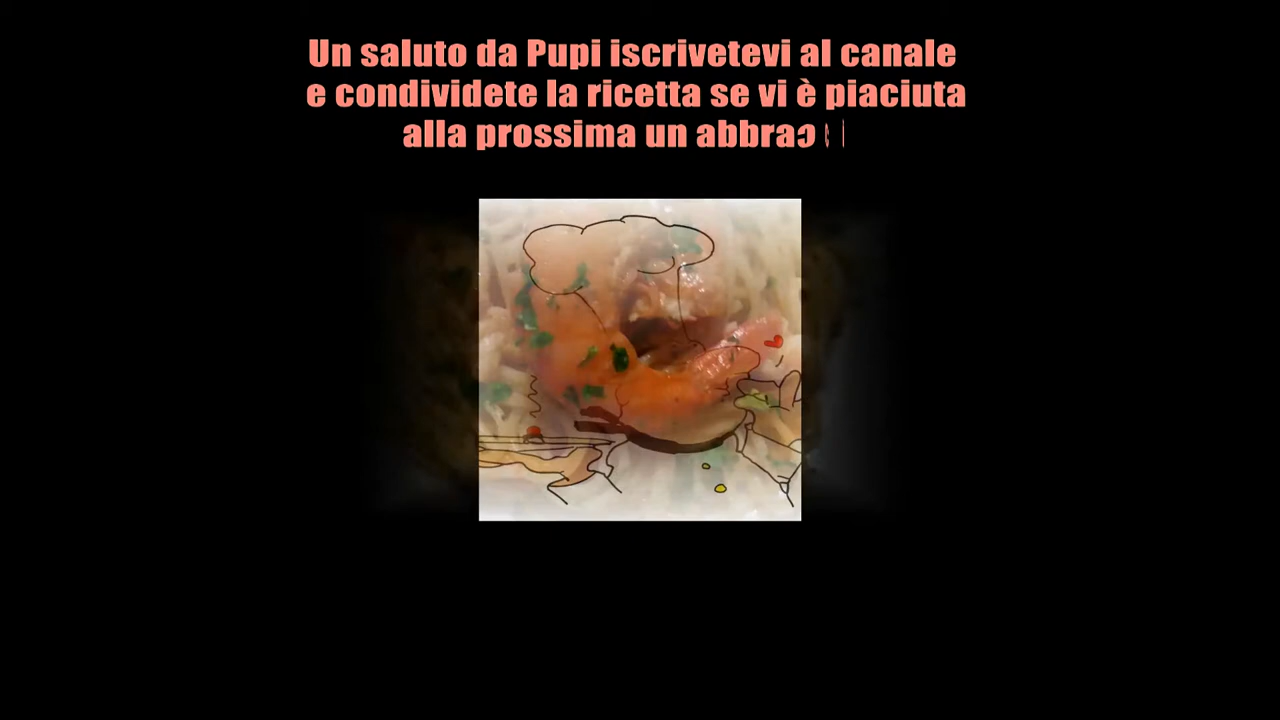 Un saluto da Pupi iscrivetevi al canale
e condividete la ricetta se vi è piaciuta
alla prossima un